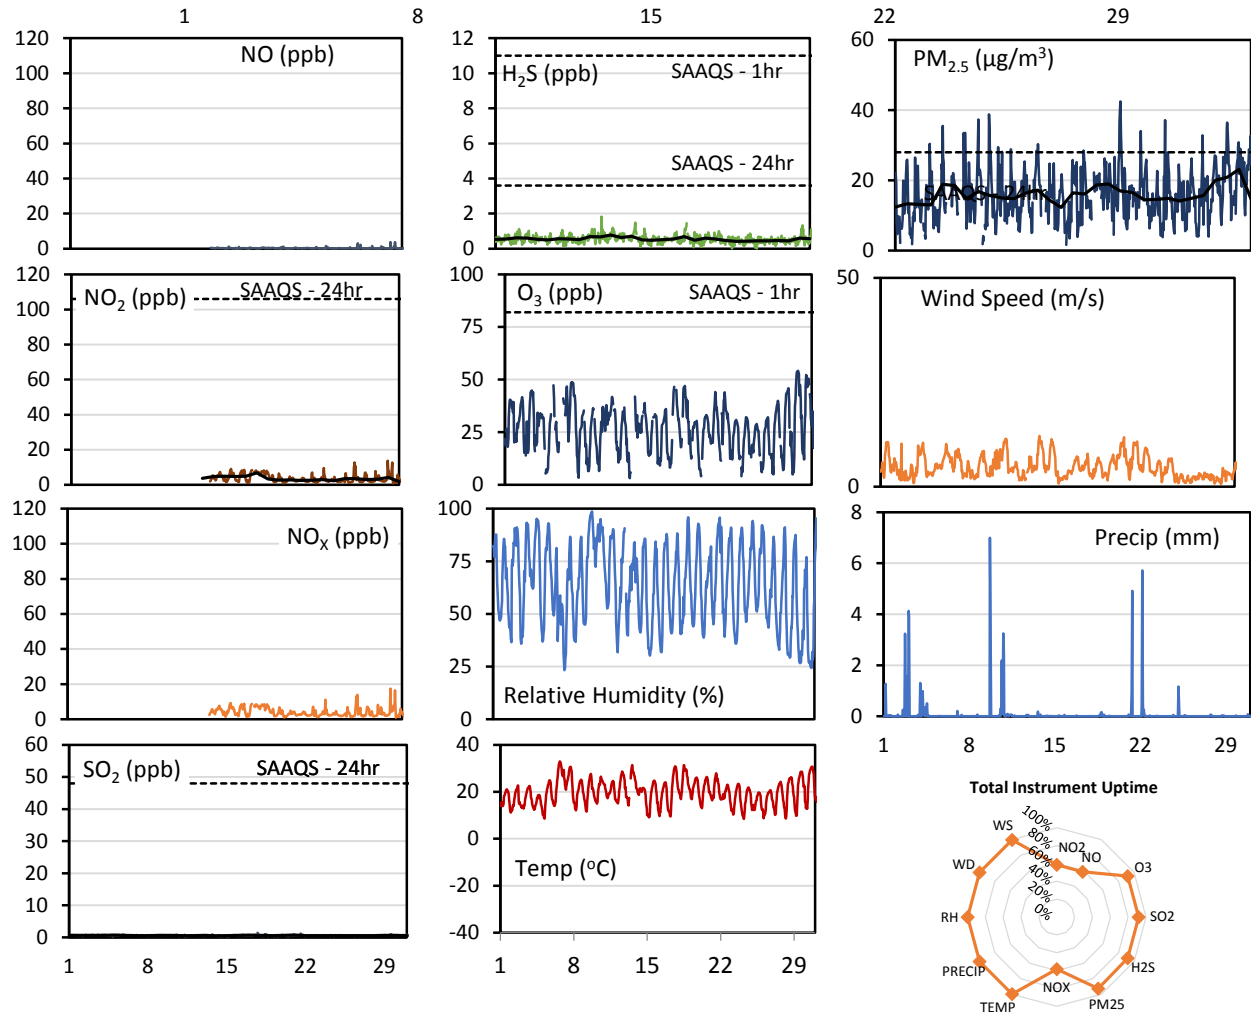 1 8 15 22 29
120
100
80
60
40
20
0
NO (ppb)
12
10
8
6
4
2
0
H2S (ppb)
SAAQS - 1hr
SAAQS - 24hr
60
40
20
0
PM2.5 (µg/m3)
SAAQS - 24hr
120
100
80
60
40
20
0
NO2 (ppb)
SAAQS - 24hr
100
75
50
25
0
O3 (ppb)
SAAQS - 1hr
50
0
Wind Speed (m/s)
120
100
80
60
40
20
0
NOX (ppb)
100
75
50
25
0
Relative Humidity (%)
8
6
4
2
0
Precip (mm)
1 8 15 22 29
60
50
40
30
20
10
0
SO2 (ppb)
SAAQS - 24hr
1 8 15 22 29
40
20
0
-20
-40
Temp (oC)
1 8 15 22 29
Total Instrument Uptime
100%
80%
60%
40%
20%
0%
NO2
NO
O3
SO2
H2S
PM25
NOX
TEMP
PRECIP
RH
WD
WS